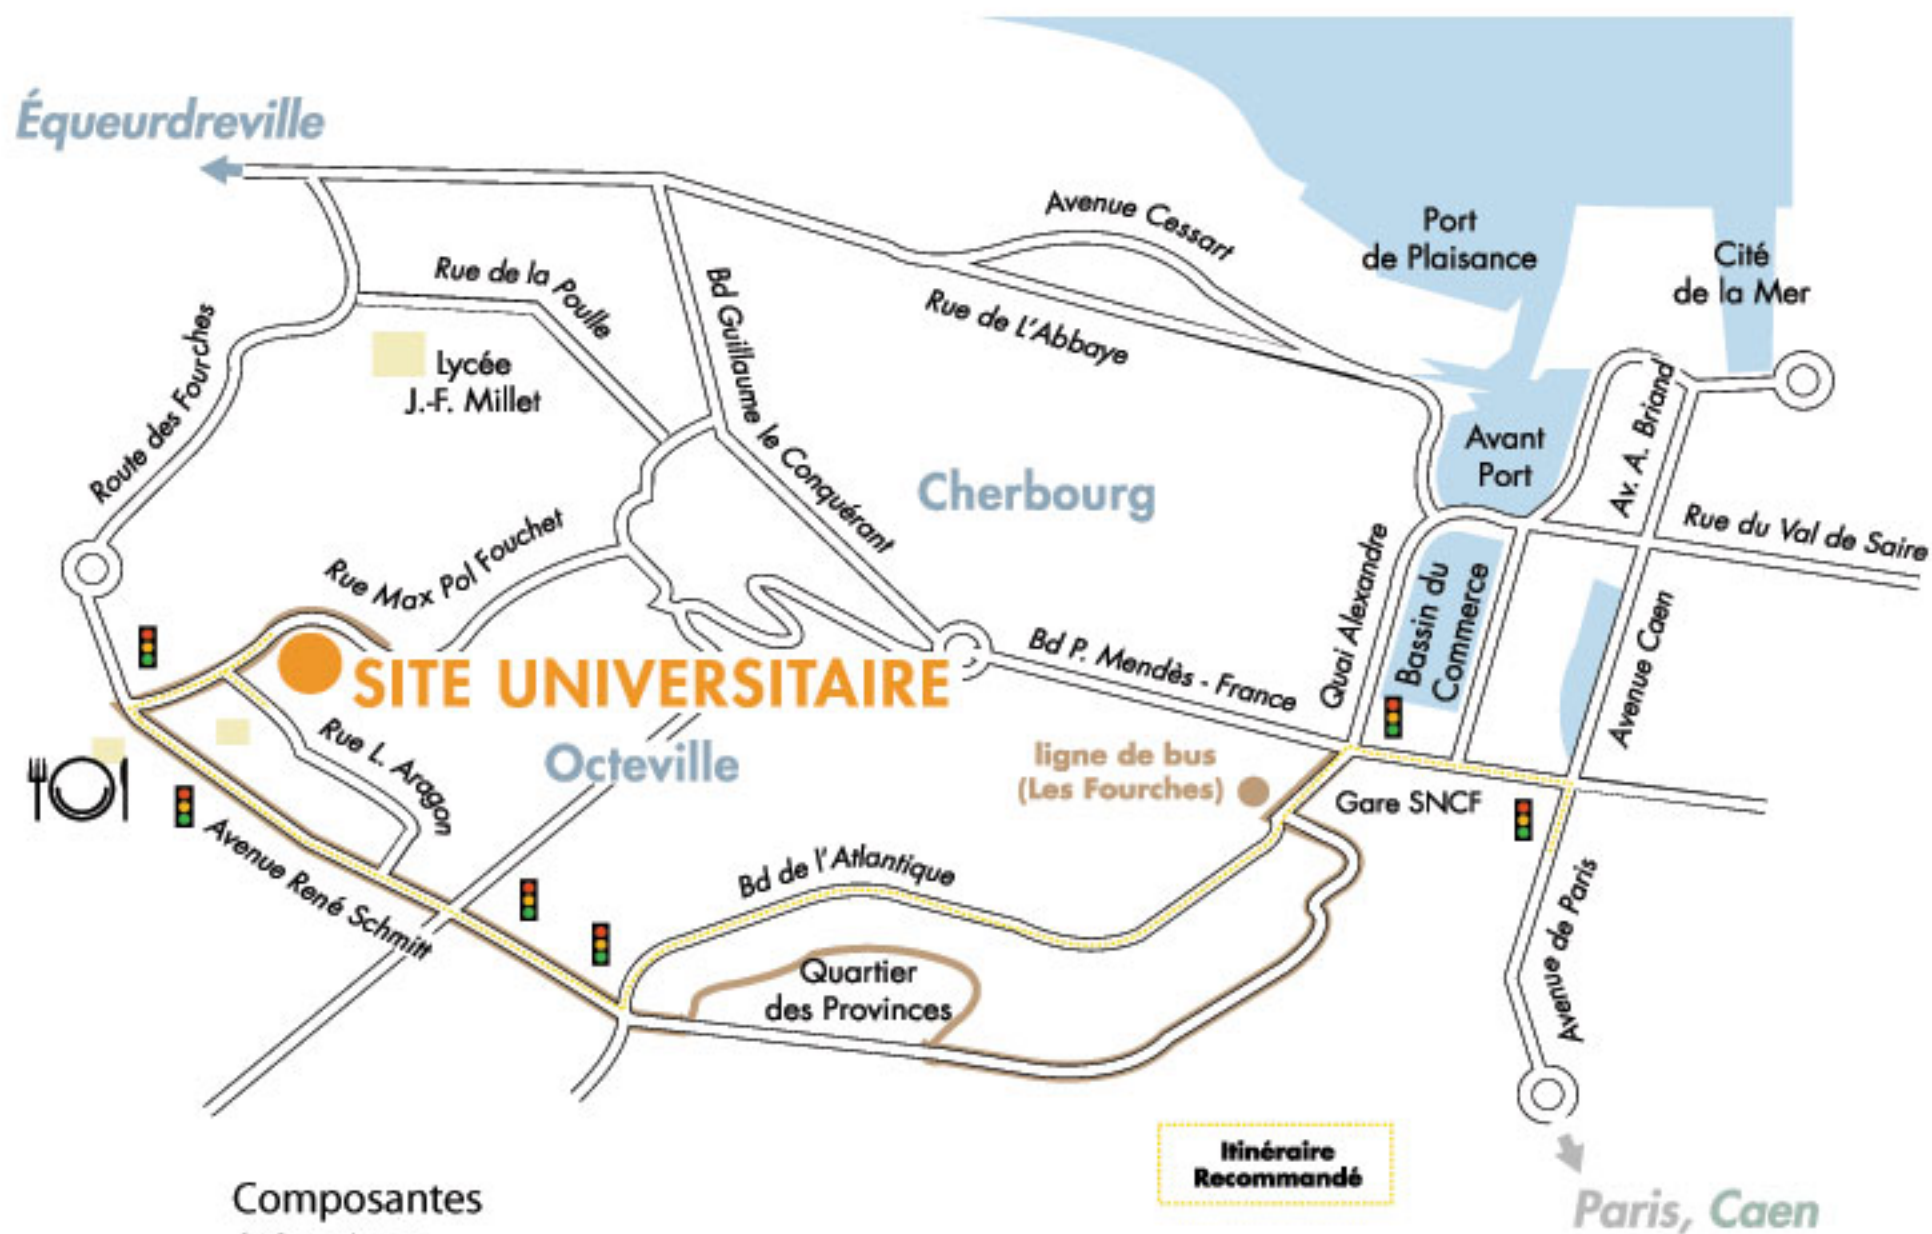 Équeurdreville
Avenue Cessart
Port
de Plaisance
Cité
de la Mer
Rue de la Poulle
Bd Guillaume le Conquérant
Rue de L'Abbaye
Route des Fourches
Lycée
J.-F. Millet
Av. A. Briand
Avant
Port
Cherbourg
Rue du Val de Saire
Rue Max Pol Fouchet
Quai Alexandre
Bassin du
Commerce
Avenue Caen
Bd P. Mendès - France
SITE UNIVERSITAIRE
Rue L. Aragon
Octeville
ligne de bus
(Les Fourches)
Gare SNCF
Avenue René Schmitt
Bd de l'Atlantique
Avenue de Paris
Quartier
des Provinces
Itinéraire
Recommandé
Composantes
Paris, Caen